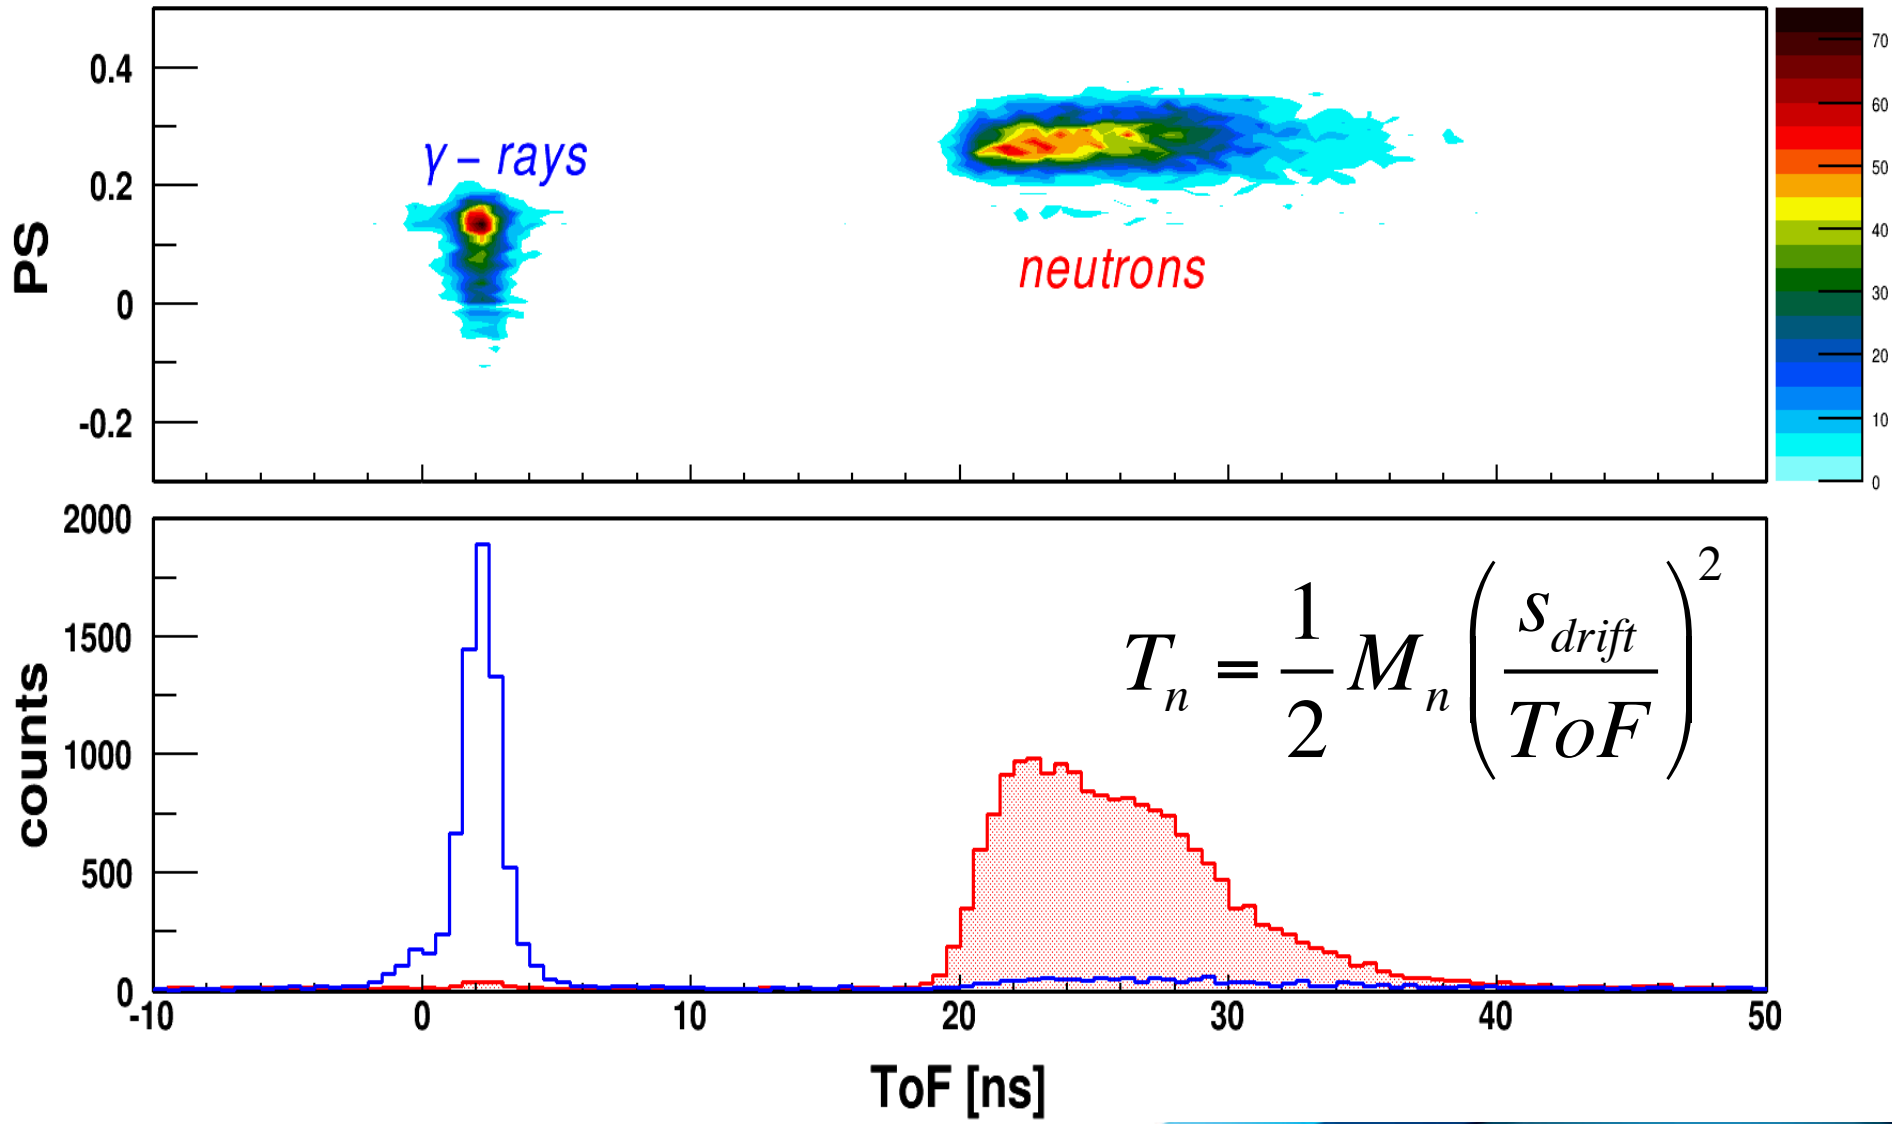 0.4
0.2
0
-0.2
PS
γ – rays
neutrons
70
60
50
40
30
20
10
0
2000
1500
1000
500
0
counts
T_n = 1/2 M_n (s_drift / ToF)^2
-10 0 10 20 30 40 50
ToF [ns]